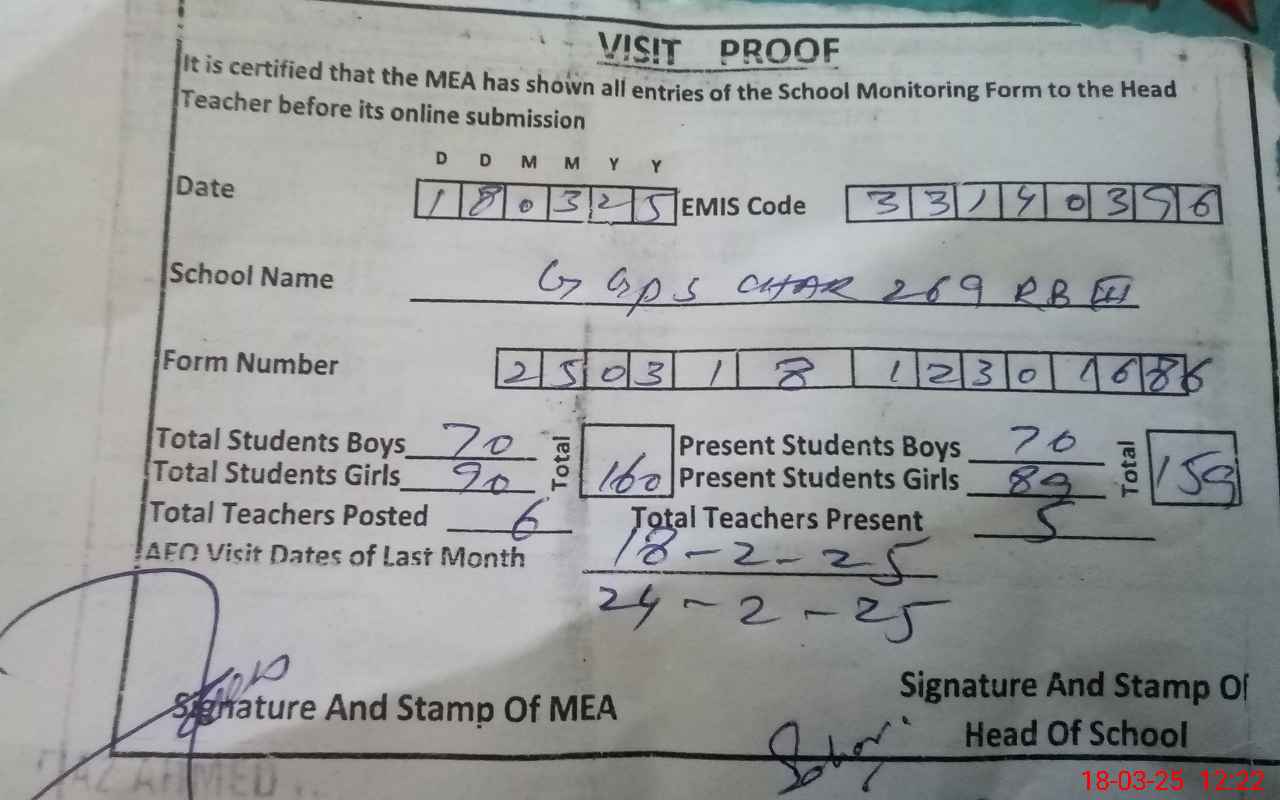 VISIT PROOF
It is certified that the MEA has shown all entries of the School Monitoring Form to the Head
Teacher before its online submission
D D M M Y Y
Date 1 8 0 3 2 5 EMIS Code 3 3 1 4 0 3 5 6
School Name G GPS CHAK 269 RB III
Form Number 2 5 0 3 1 8 1 2 3 0 1 6 8 6
Total Students Boys 70 Total 160 Present Students Boys 70 Total 159
Total Students Girls 90 Present Students Girls 89
Total Teachers Posted 6 Total Teachers Present 5
AEO Visit Dates of Last Month 18-2-25
24-2-25
Signature And Stamp Of MEA
Signature And Stamp Of
Head Of School
18-03-25 12:22